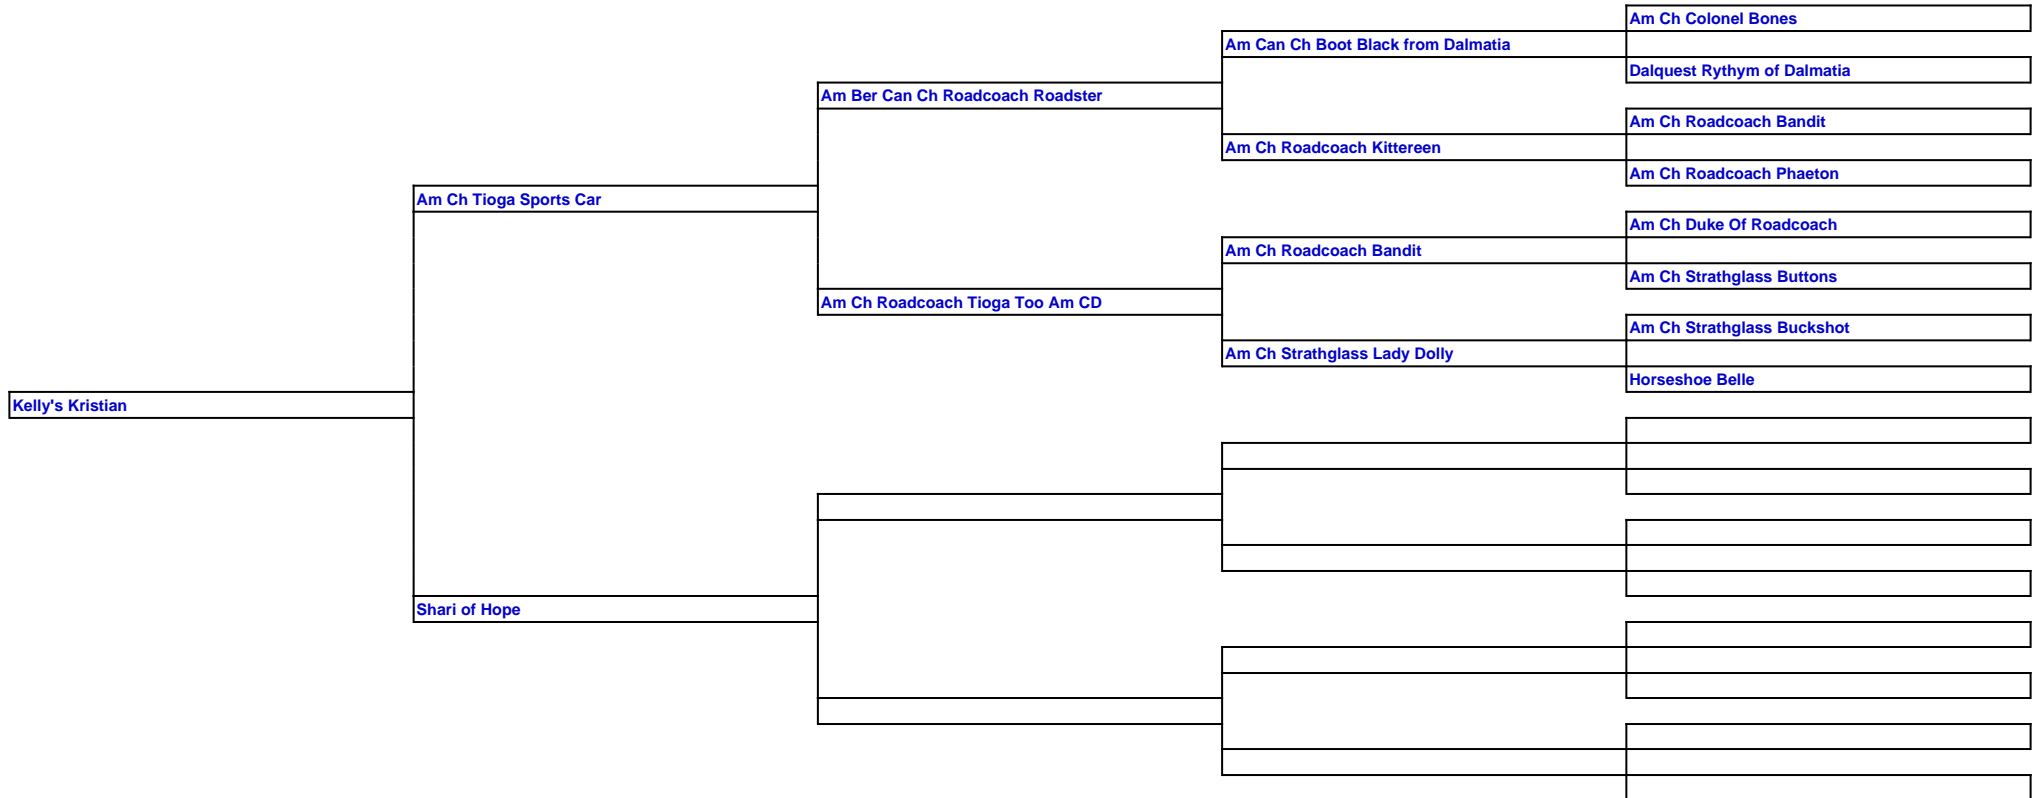 Am Ch Colonel Bones
Am Can Ch Boot Black from Dalmatia
Dalquest Rythym of Dalmatia
Am Ber Can Ch Roadcoach Roadster
Am Ch Roadcoach Bandit
Am Ch Roadcoach Kittereen
Am Ch Roadcoach Phaeton
Am Ch Tioga Sports Car
Am Ch Duke Of Roadcoach
Am Ch Roadcoach Bandit
Am Ch Strathglass Buttons
Am Ch Roadcoach Tioga Too Am CD
Am Ch Strathglass Buckshot
Am Ch Strathglass Lady Dolly
Horseshoe Belle
Kelly's Kristian
Shari of Hope